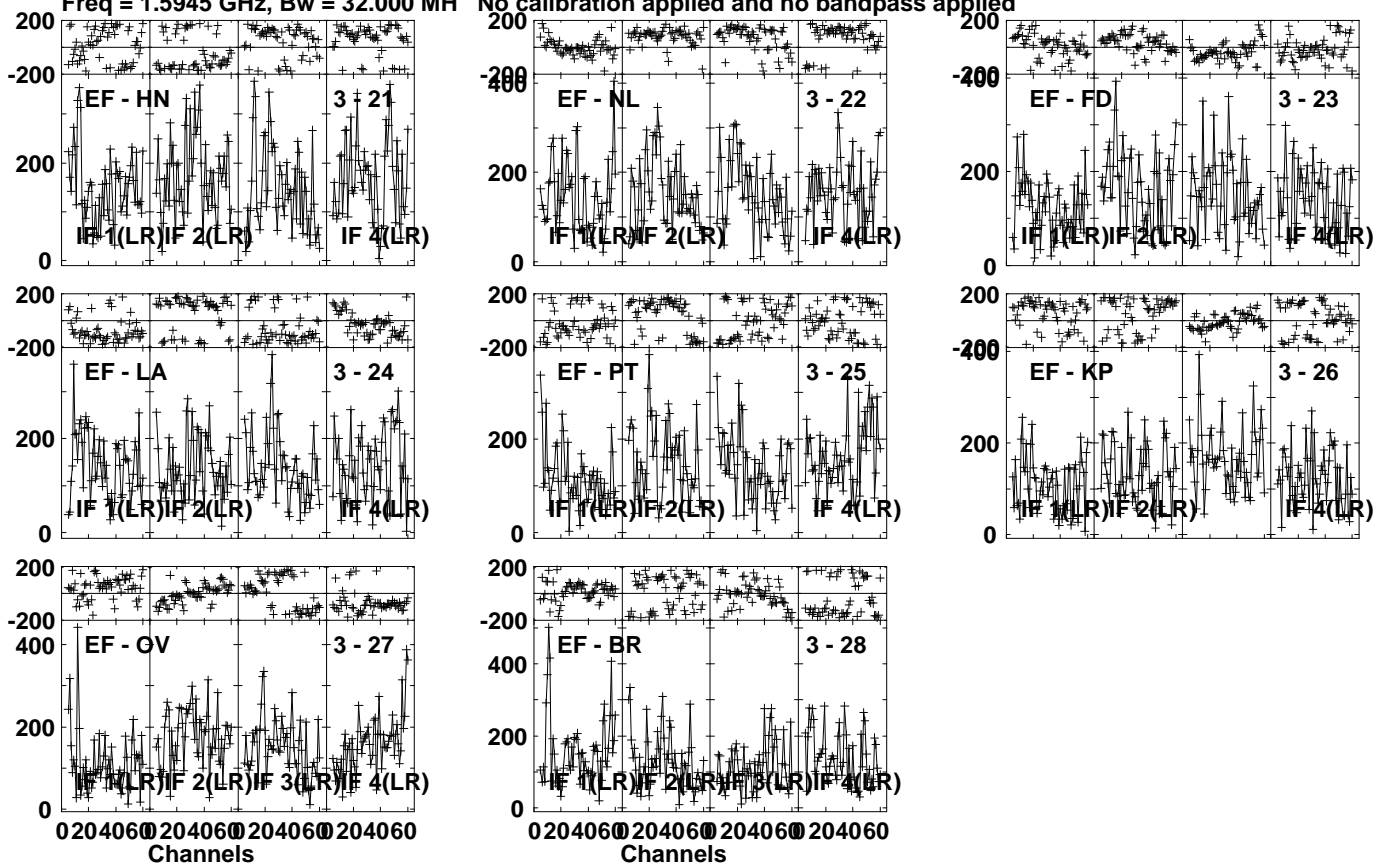 Freq = 1.5945 GHz, Bw = 32.000 MH No calibration applied and no bandpass applied
200
-200
EF - HN
3 - 21
200
0
IF 1(LR)
IF 2(LR)
IF 4(LR)
200
-200
400
EF - NL
3 - 22
200
0
IF 1(LR)
IF 2(LR)
IF 4(LR)
200
-200
400
EF - FD
3 - 23
200
0
IF 1(LR)
IF 2(LR)
IF 4(LR)
200
-200
EF - LA
3 - 24
200
0
IF 1(LR)
IF 2(LR)
IF 4(LR)
200
-200
EF - PT
3 - 25
200
0
IF 1(LR)
IF 2(LR)
IF 4(LR)
200
-200
400
EF - KP
3 - 26
200
0
IF 1(LR)
IF 2(LR)
IF 4(LR)
200
-200
400
EF - OV
3 - 27
200
0
IF 1(LR)
IF 2(LR)
IF 3(LR)
IF 4(LR)
0 20 40 60 0 20 40 60 0 20 40 60 0 20 40 60
Channels
200
-200
400
EF - BR
3 - 28
200
0
IF 1(LR)
IF 2(LR)
IF 3(LR)
IF 4(LR)
0 20 40 60 0 20 40 60 0 20 40 60 0 20 40 60
Channels